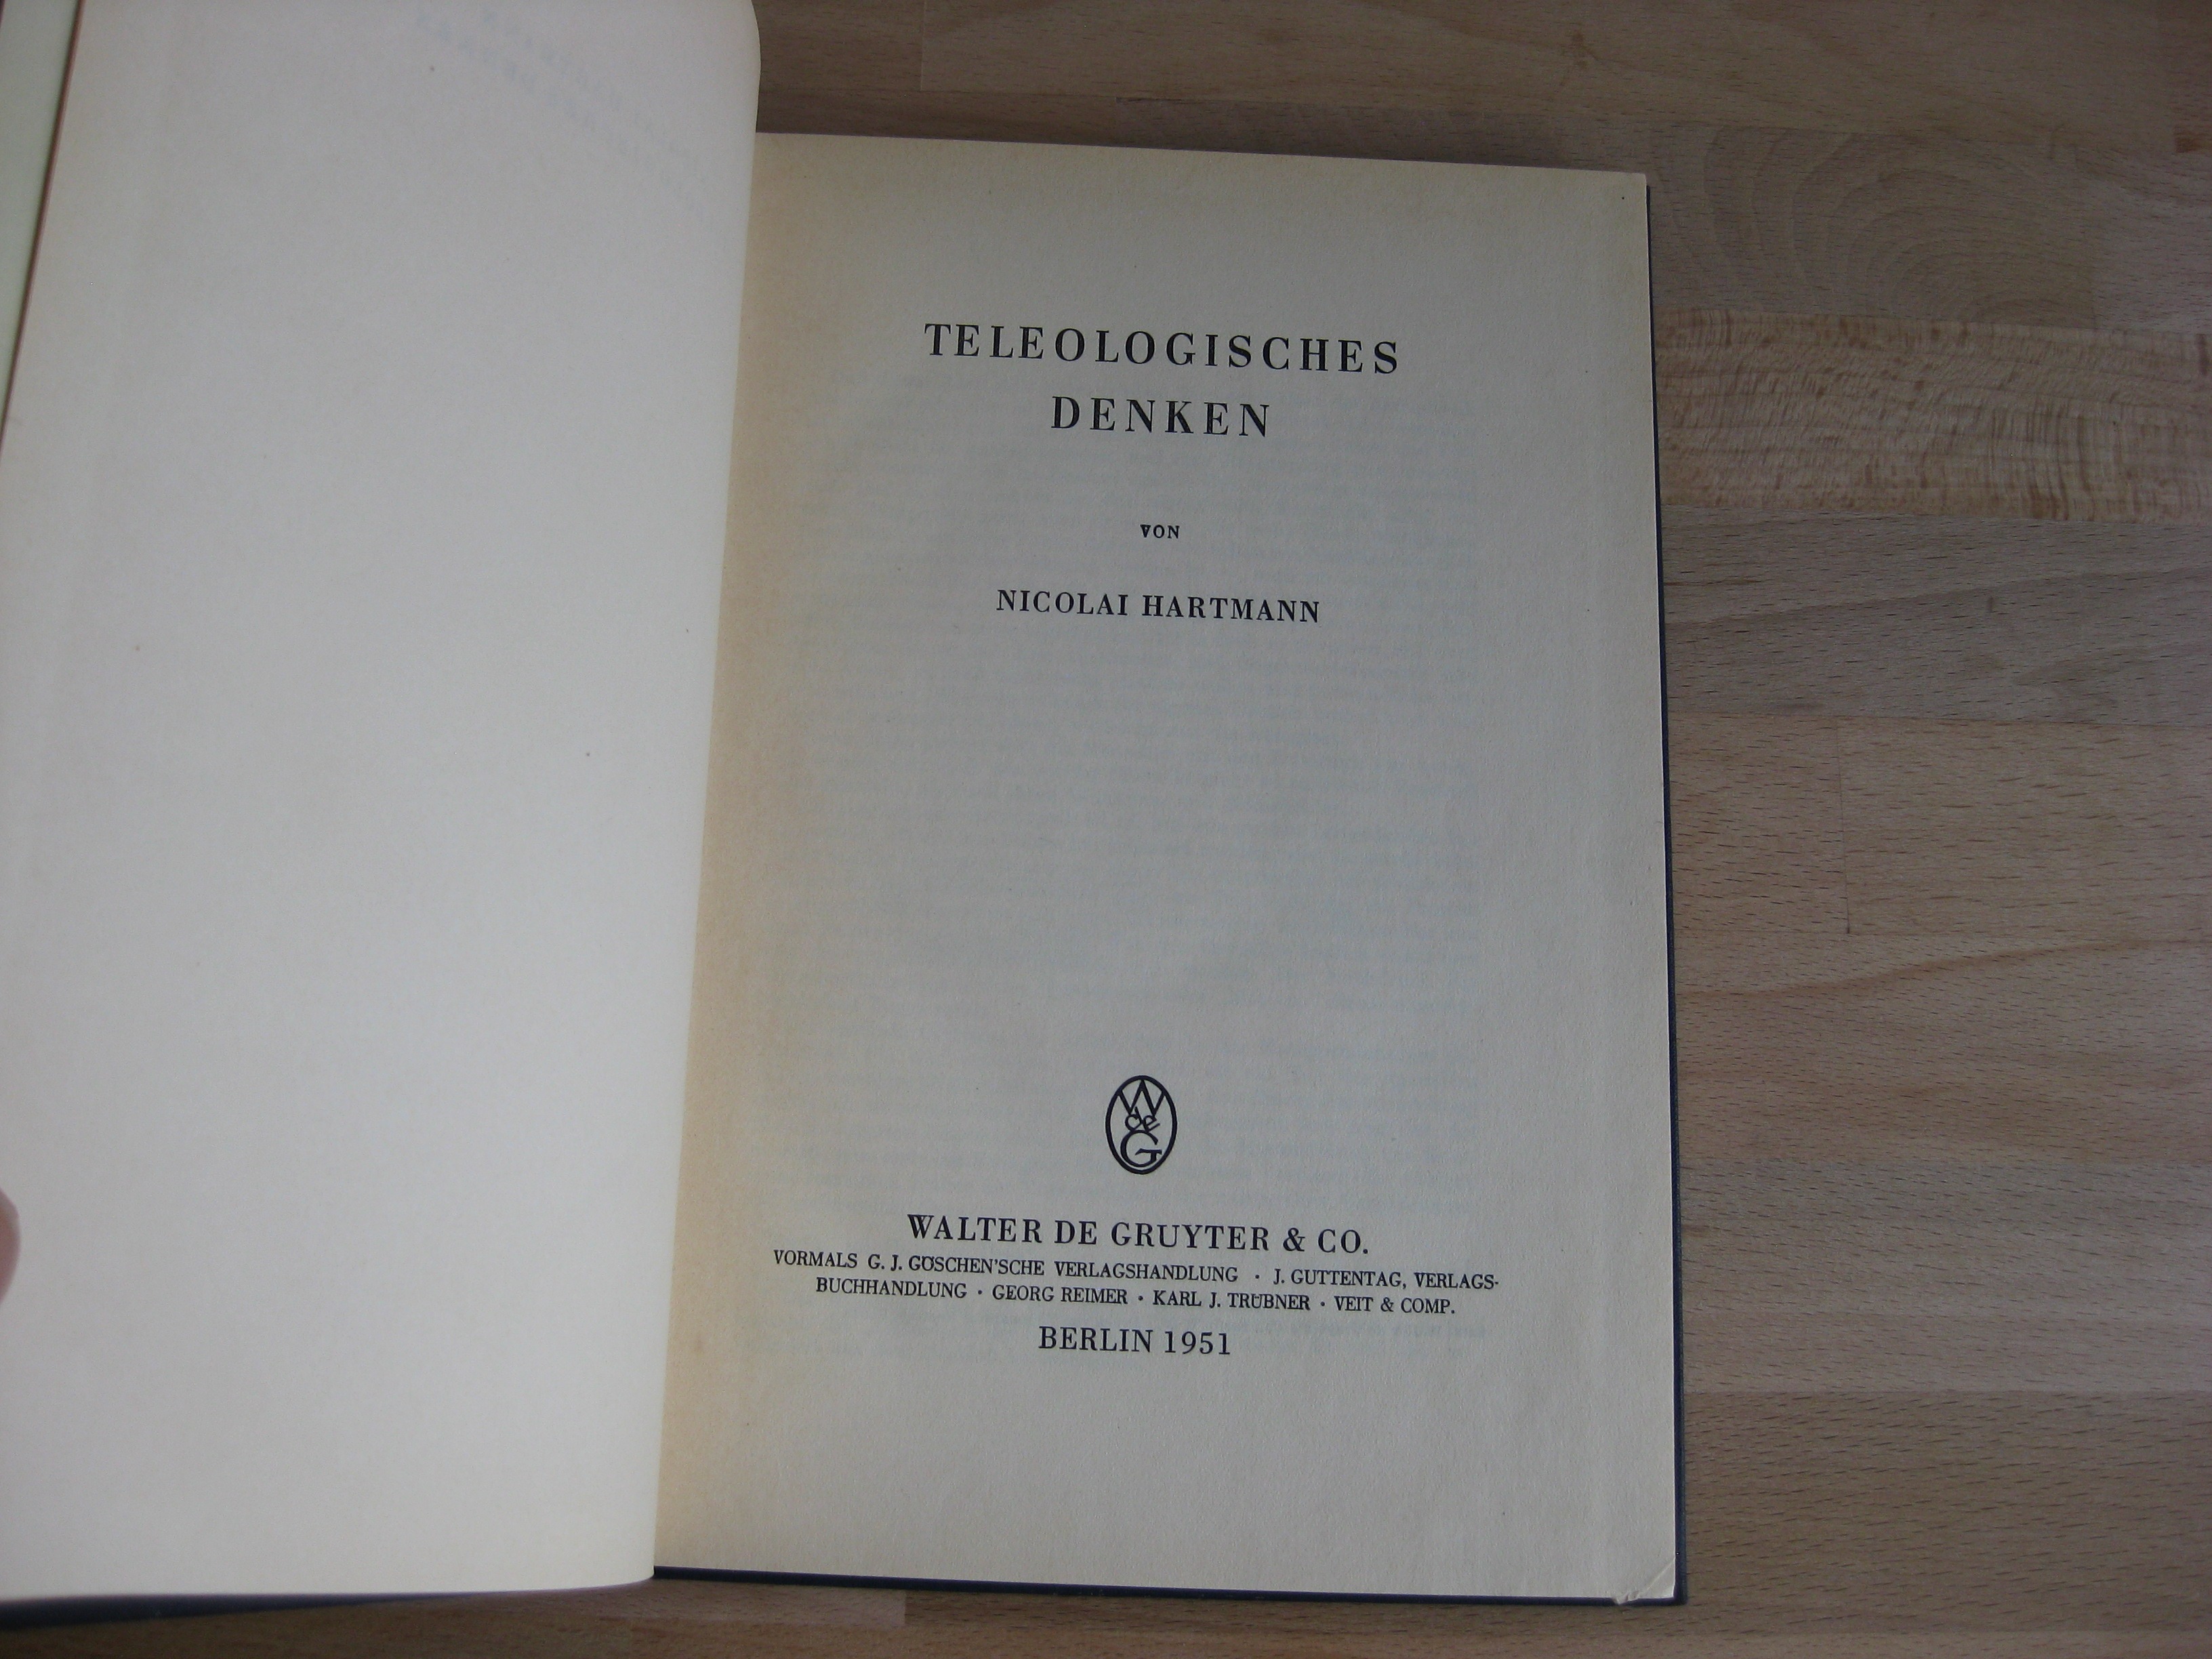 TELEOLOGISCHES
DENKEN
VON
NICOLAI HARTMANN
W
de
G
WALTER DE GRUYTER & CO.
VORMALS G. J. GÖSCHEN'SCHE VERLAGSHANDLUNG · J. GUTTENTAG, VERLAGS-
BUCHHANDLUNG · GEORG REIMER · KARL J. TRÜBNER · VEIT & COMP.
BERLIN 1951